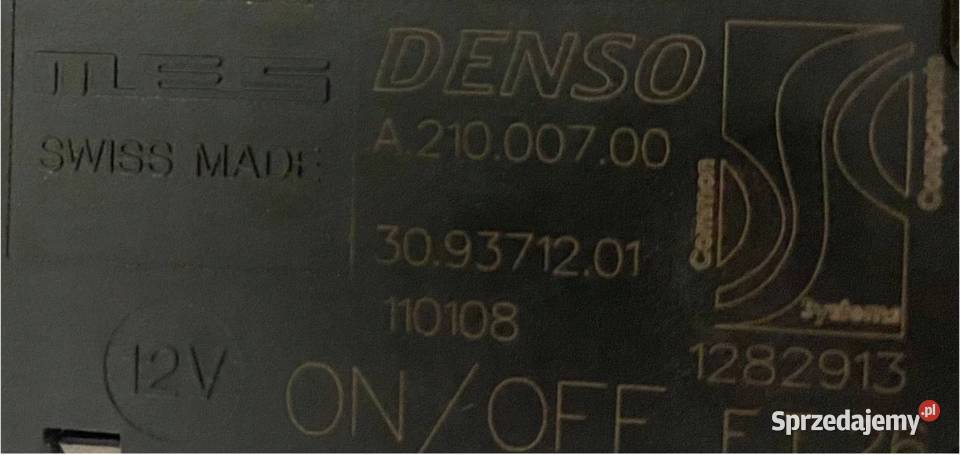 MES
SWISS MADE
DENSO
A.210.007.00
30.93712.01
110108
12V
ON/OFF
Common
Systems
Components
1282913
Sprzedajemy.pl